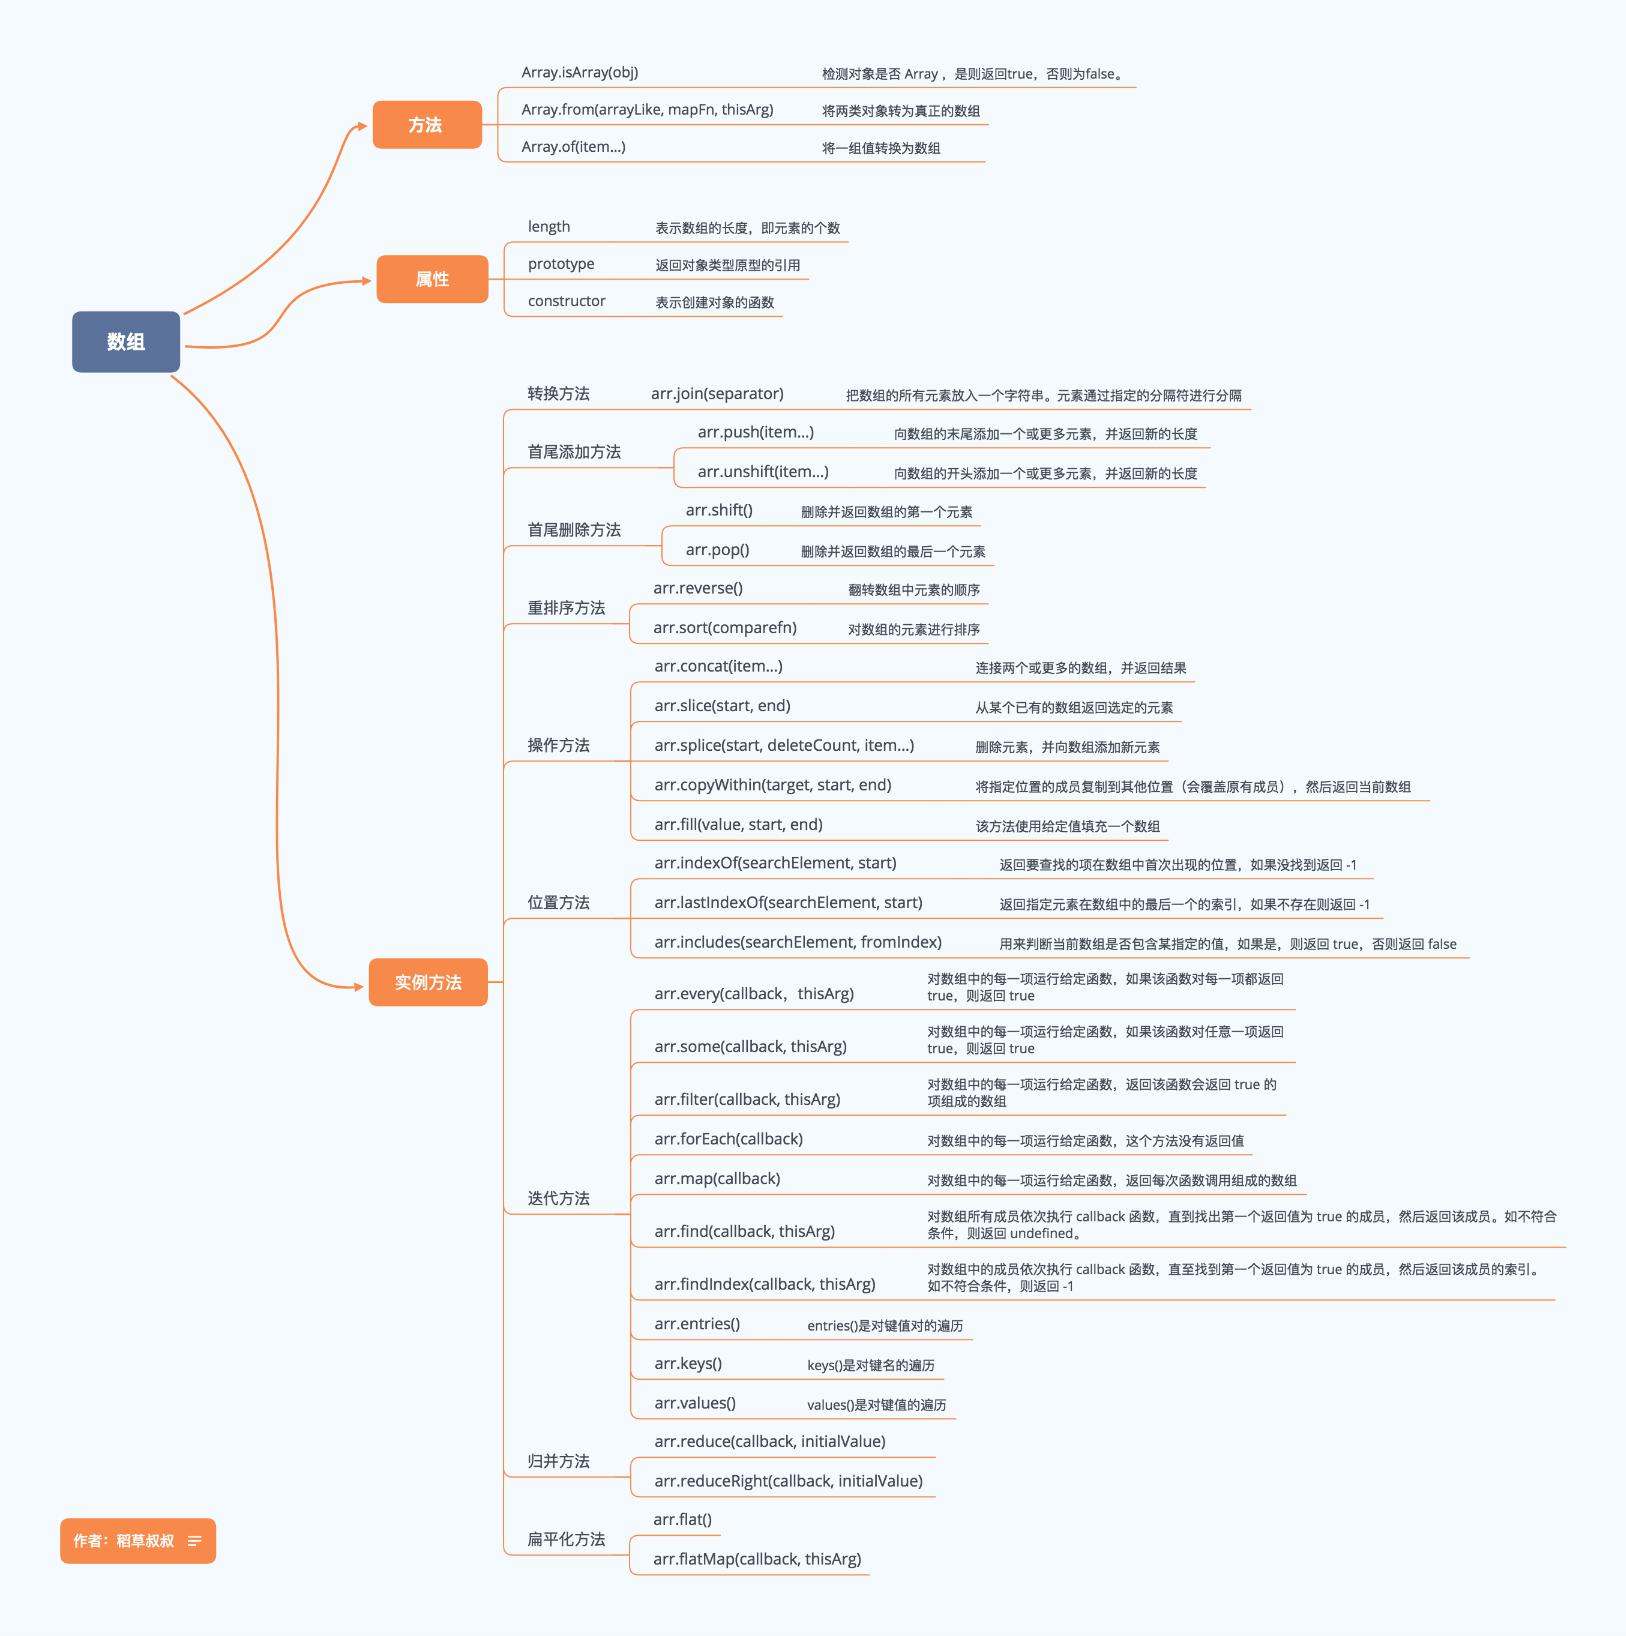 Array.isArray(obj) 检测对象是否 Array ，是则返回true，否则为false。
方法
Array.from(arrayLike, mapFn, thisArg) 将两类对象转为真正的数组
Array.of(item...) 将一组值转换为数组
length 表示数组的长度，即元素的个数
属性
prototype 返回对象类型原型的引用
constructor 表示创建对象的函数
数组
转换方法 arr.join(separator) 把数组的所有元素放入一个字符串。元素通过指定的分隔符进行分隔
首尾添加方法
arr.push(item...) 向数组的末尾添加一个或更多元素，并返回新的长度
arr.unshift(item...) 向数组的开头添加一个或更多元素，并返回新的长度
首尾删除方法
arr.shift() 删除并返回数组的第一个元素
arr.pop() 删除并返回数组的最后一个元素
重排序方法
arr.reverse() 翻转数组中元素的顺序
arr.sort(comparefn) 对数组的元素进行排序
操作方法
arr.concat(item...) 连接两个或更多的数组，并返回结果
arr.slice(start, end) 从某个已有的数组返回选定的元素
arr.splice(start, deleteCount, item...) 删除元素，并向数组添加新元素
arr.copyWithin(target, start, end) 将指定位置的成员复制到其他位置（会覆盖原有成员），然后返回当前数组
arr.fill(value, start, end) 该方法使用给定值填充一个数组
位置方法
arr.indexOf(searchElement, start) 返回要查找的项在数组中首次出现的位置，如果没找到返回 -1
arr.lastIndexOf(searchElement, start) 返回指定元素在数组中的最后一个的索引，如果不存在则返回 -1
arr.includes(searchElement, fromIndex) 用来判断当前数组是否包含某指定的值，如果是，则返回 true，否则返回 false
实例方法
迭代方法
arr.every(callback，thisArg) 对数组中的每一项运行给定函数，如果该函数对每一项都返回
true，则返回 true
arr.some(callback, thisArg) 对数组中的每一项运行给定函数，如果该函数对任意一项返回
true，则返回 true
arr.filter(callback, thisArg) 对数组中的每一项运行给定函数，返回该函数会返回 true 的
项组成的数组
arr.forEach(callback) 对数组中的每一项运行给定函数，这个方法没有返回值
arr.map(callback) 对数组中的每一项运行给定函数，返回每次函数调用组成的数组
arr.find(callback, thisArg) 对数组所有成员依次执行 callback 函数，直到找出第一个返回值为 true 的成员，然后返回该成员。如不符合
条件，则返回 undefined。
arr.findIndex(callback, thisArg) 对数组中的成员依次执行 callback 函数，直至找到第一个返回值为 true 的成员，然后返回该成员的索引。
如不符合条件，则返回 -1
arr.entries() entries()是对键值对的遍历
arr.keys() keys()是对键名的遍历
arr.values() values()是对键值的遍历
归并方法
arr.reduce(callback, initialValue)
arr.reduceRight(callback, initialValue)
扁平化方法
arr.flat()
arr.flatMap(callback, thisArg)
作者：稻草叔叔